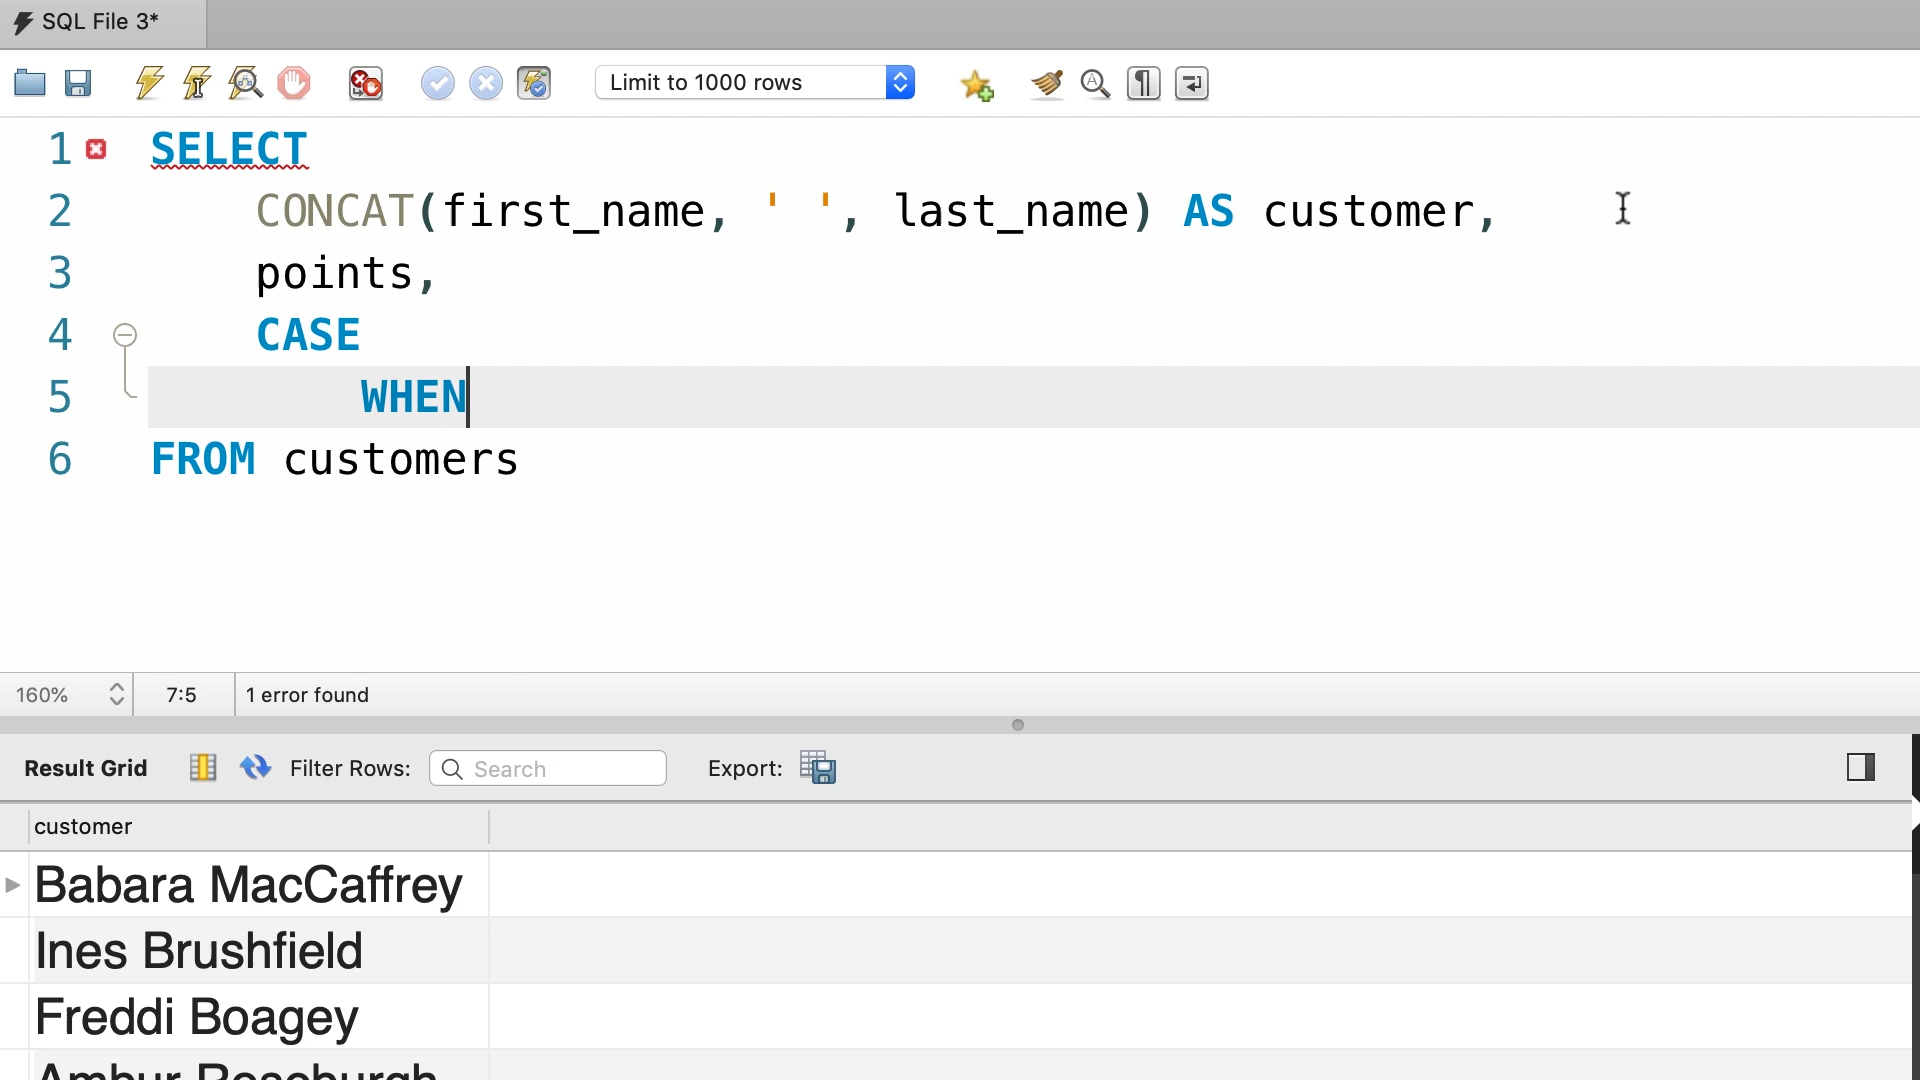 SQL File 3*
Limit to 1000 rows
1 SELECT
2 CONCAT(first_name, ' ', last_name) AS customer,
3 points,
4 CASE
5 WHEN
6 FROM customers
160% 7:5 1 error found
Result Grid Filter Rows: Search Export:
customer
Babara MacCaffrey
Ines Brushfield
Freddi Boagey
Ambur Roseburgh